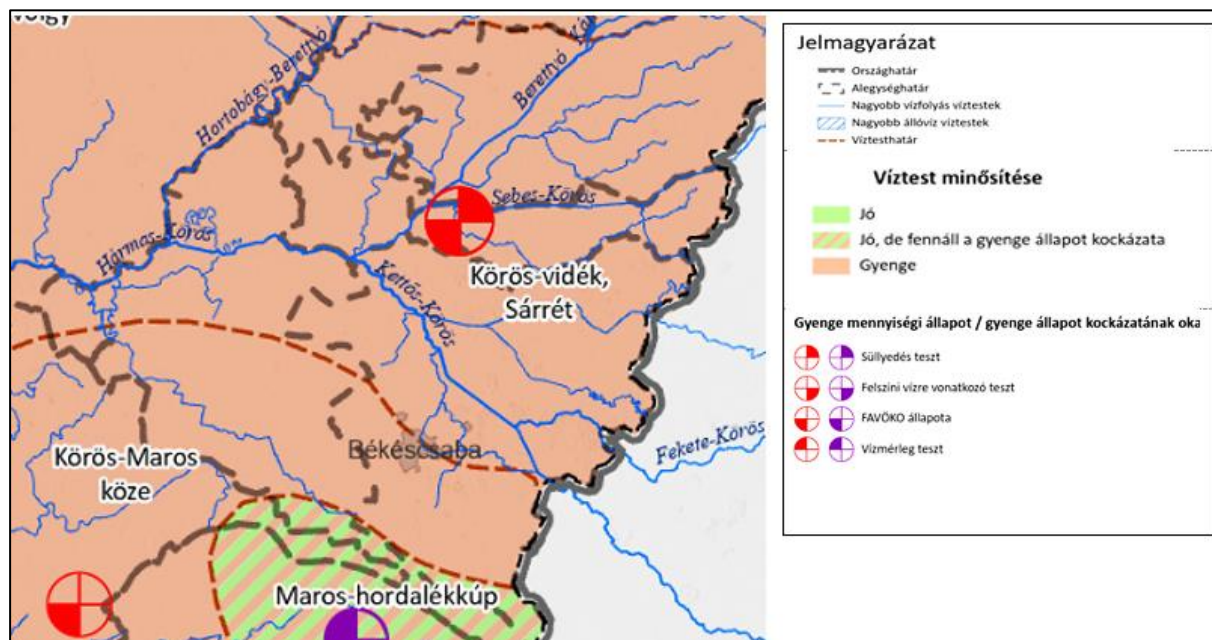 völgy
Hortobágy-Berettyó
Berettyó
Sebes-Körös
Hármas-Körös
Körös-vidék,
Sárrét
Kettős-Körös
Békéscsaba
Fekete-Körös
Körös-Maros
köze
Maros-hordalékkúp
Jelmagyarázat
Országhatár
Alegységhatár
Nagyobb vízfolyás víztestek
Nagyobb állóvíz víztestek
Víztesthatár
Víztest minősítése
Jó
Jó, de fennáll a gyenge állapot kockázata
Gyenge
Gyenge mennyiségi állapot / gyenge állapot kockázatának oka
Süllyedés teszt
Felszíni vízre vonatkozó teszt
FAVÖKO állapota
Vízmérleg teszt